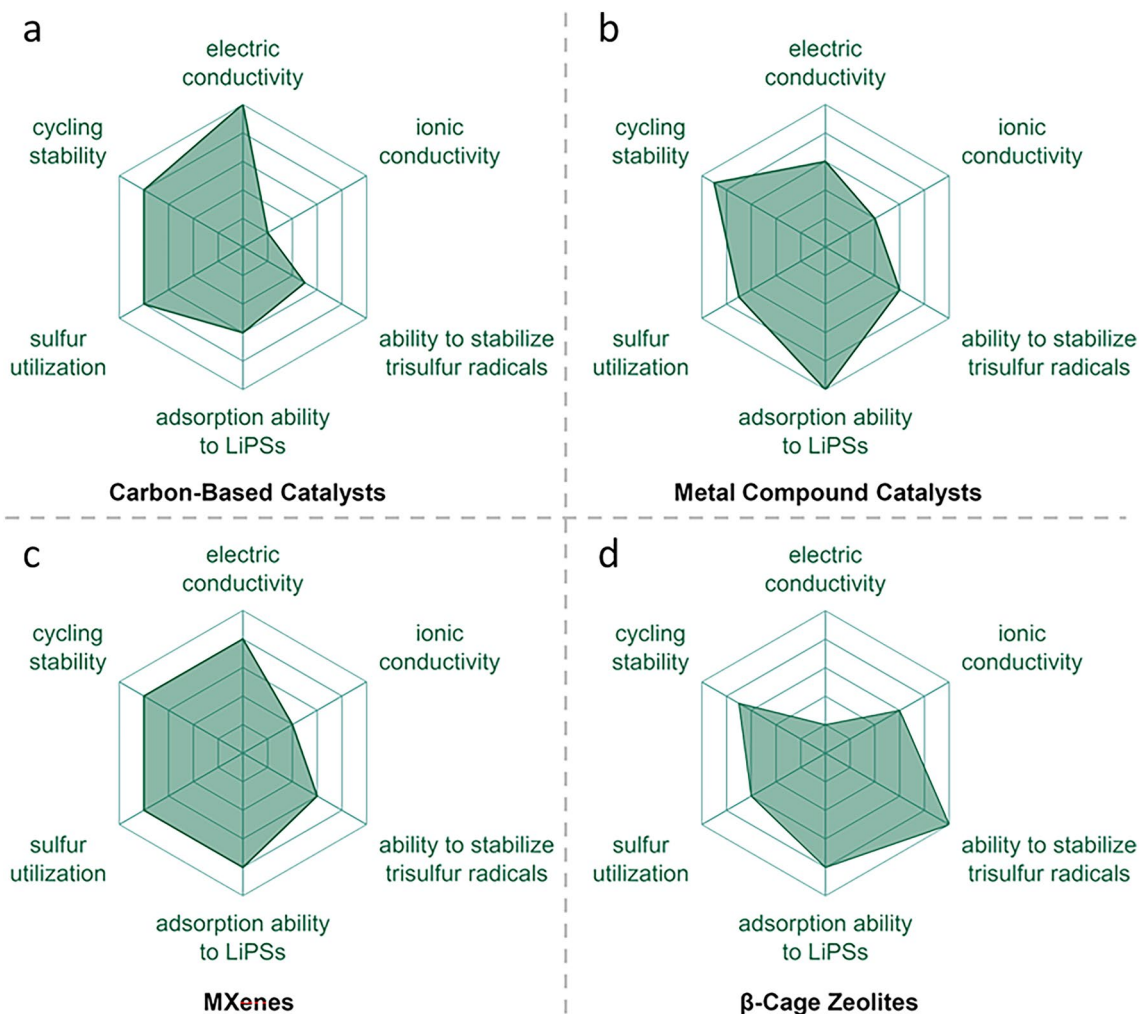 a
electric
conductivity
cycling
stability
ionic
conductivity
sulfur
utilization
ability to stabilize
trisulfur radicals
adsorption ability
to LiPSs
Carbon-Based Catalysts
b
electric
conductivity
cycling
stability
ionic
conductivity
sulfur
utilization
ability to stabilize
trisulfur radicals
adsorption ability
to LiPSs
Metal Compound Catalysts
c
electric
conductivity
cycling
stability
ionic
conductivity
sulfur
utilization
ability to stabilize
trisulfur radicals
adsorption ability
to LiPSs
MXenes
d
electric
conductivity
cycling
stability
ionic
conductivity
sulfur
utilization
ability to stabilize
trisulfur radicals
adsorption ability
to LiPSs
β-Cage Zeolites